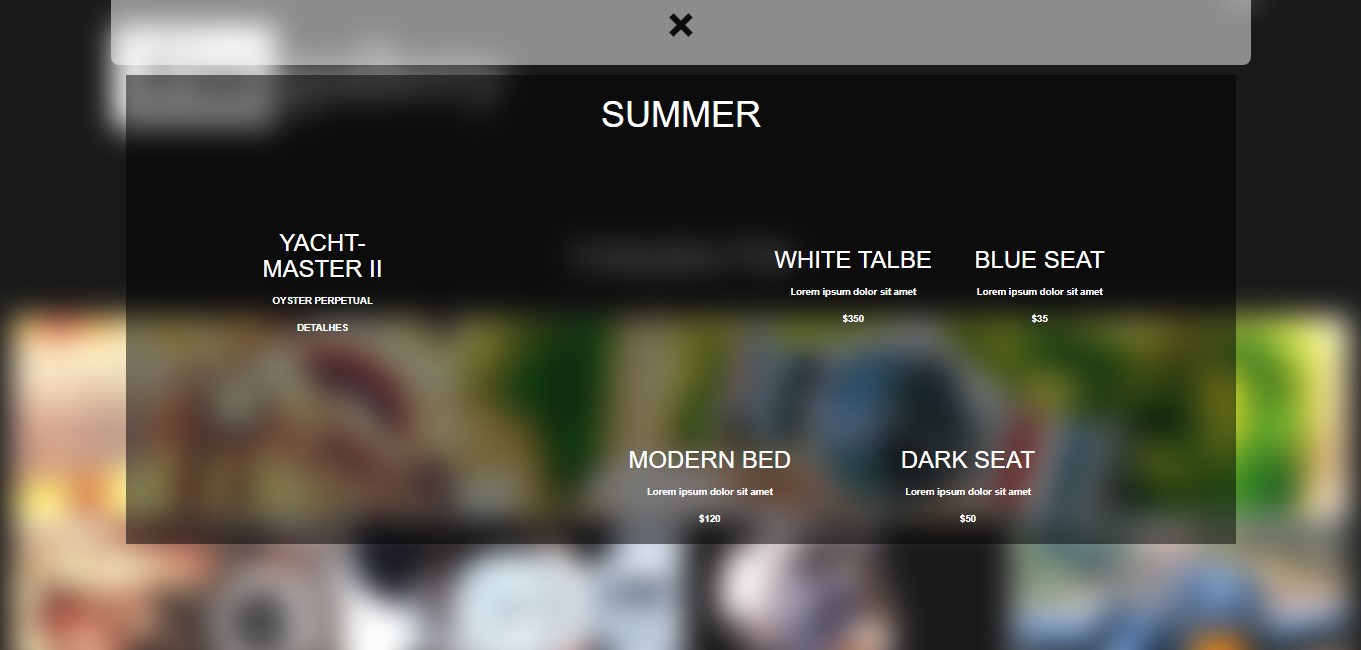 SUMMER
YACHT-
MASTER II
OYSTER PERPETUAL
DETALHES
WHITE TALBE
Lorem ipsum dolor sit amet
$350
BLUE SEAT
Lorem ipsum dolor sit amet
$35
MODERN BED
Lorem ipsum dolor sit amet
$120
DARK SEAT
Lorem ipsum dolor sit amet
$50